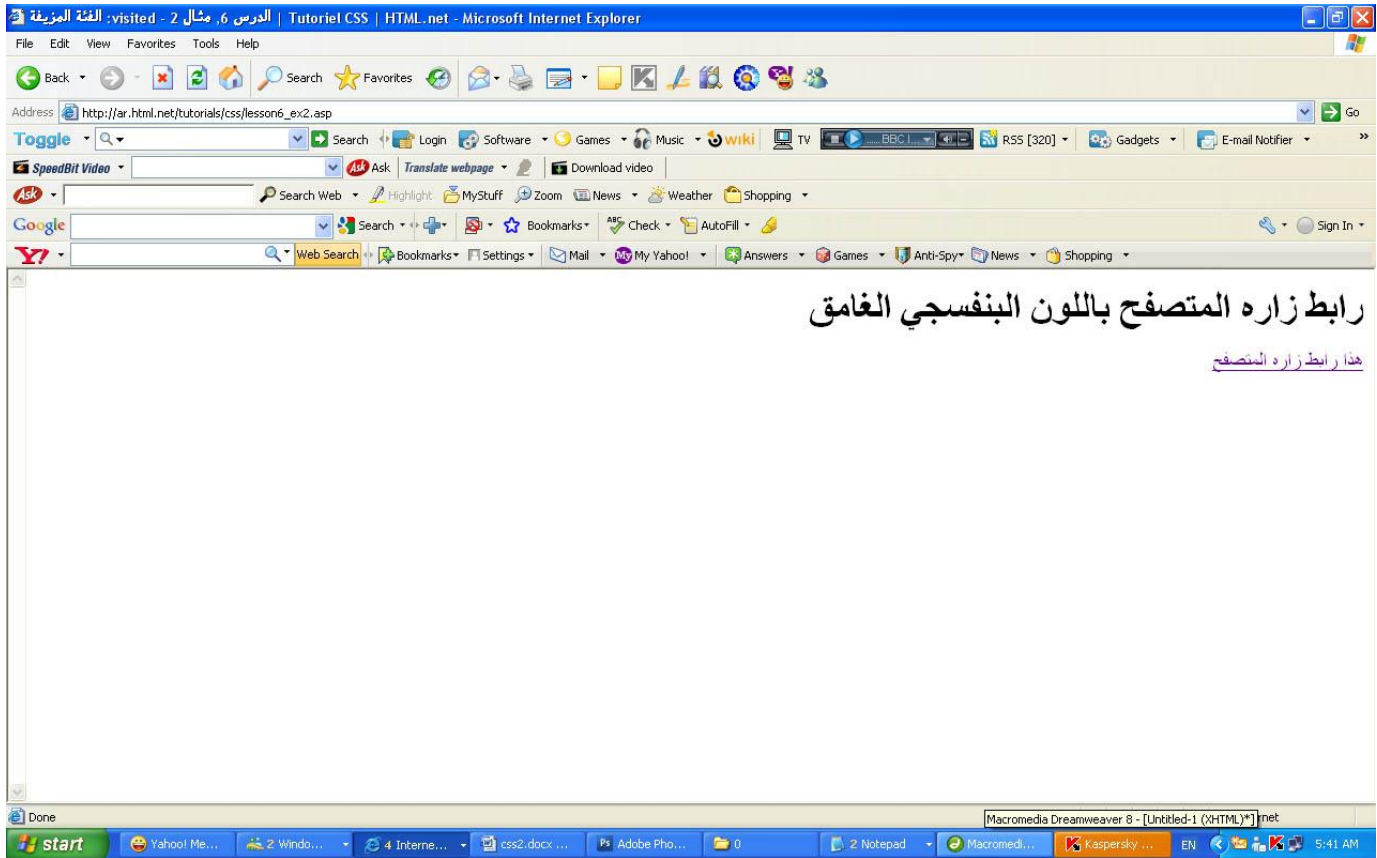 الدرس 6, مثال 2 - visited: الفئة المزيفة | Tutoriel CSS | HTML.net - Microsoft Internet Explorer
File Edit View Favorites Tools Help
Back Search Favorites
Address http://ar.html.net/tutorials/css/lesson6_ex2.asp Go
Toggle Search Login Software Games Music wiki TV .....BBC I... RSS [320] Gadgets E-mail Notifier »
SpeedBit Video Ask Translate webpage Download video
Ask Search Web Highlight MyStuff Zoom News Weather Shopping
Google Search Bookmarks ABC Check AutoFill Sign In
Y! Web Search Bookmarks Settings Mail My My Yahoo! Answers Games Anti-Spy News Shopping
رابط زاره المتصفح باللون البنفسجي الغامق
هذا رابط زاره المتصفح
Done Macromedia Dreamweaver 8 - [Untitled-1 (XHTML)*] rnet
start Yahoo! Me... 2 Windo... 4 Interne... css2.docx ... Ps Adobe Pho... 0 2 Notepad Macromedi... Kaspersky ... EN 5:41 AM